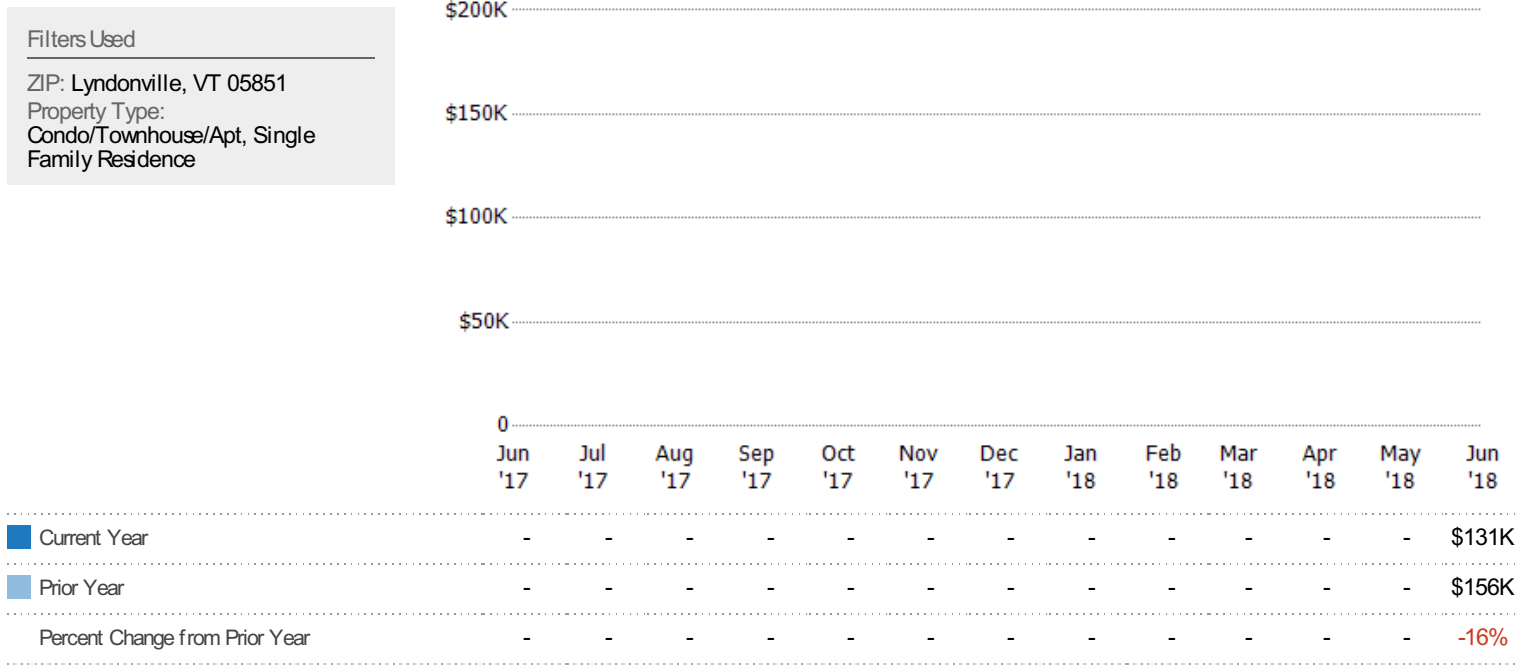 Filters Used
ZIP: Lyndonville, VT 05851
Property Type:
Condo/Townhouse/Apt, Single
Family Residence
$200K
$150K
$100K
$50K
0
Jun Jul Aug Sep Oct Nov Dec Jan Feb Mar Apr May Jun
'17 '17 '17 '17 '17 '17 '17 '18 '18 '18 '18 '18 '18
Current Year - - - - - - - - - - - - $131K
Prior Year - - - - - - - - - - - - $156K
Percent Change from Prior Year - - - - - - - - - - - - -16%